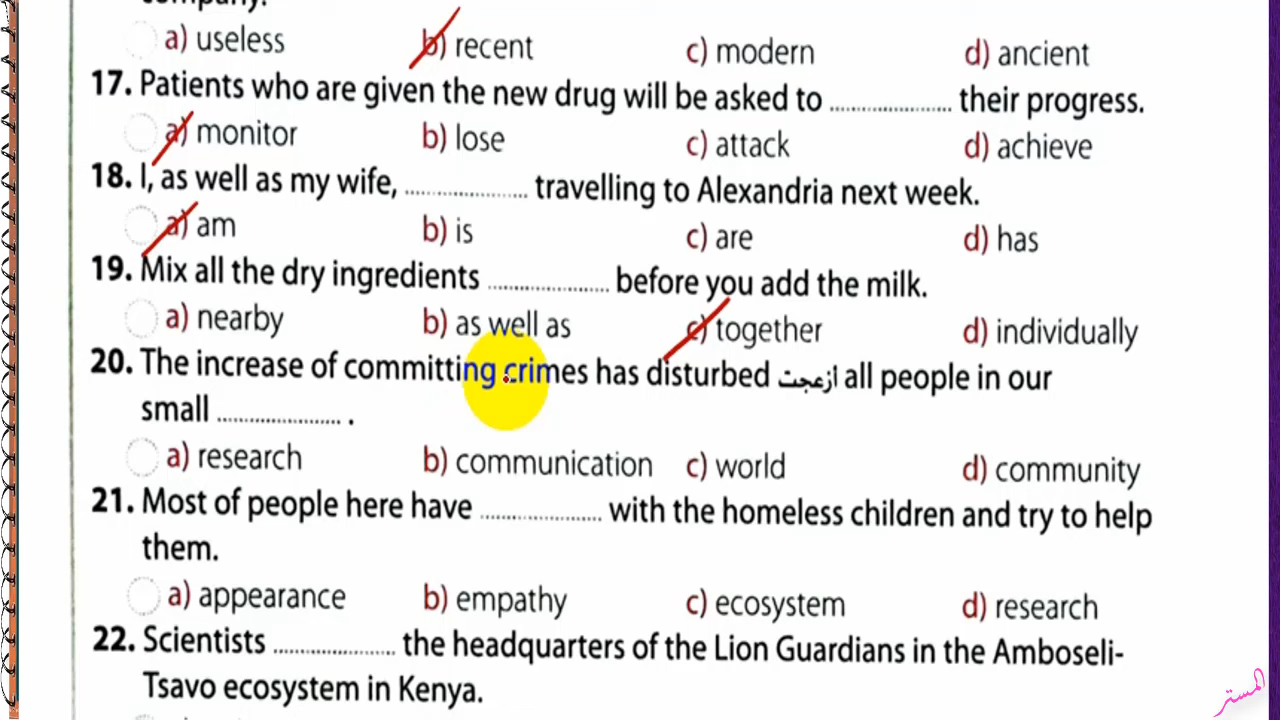 a) useless b) recent c) modern d) ancient
17. Patients who are given the new drug will be asked to ........................ their progress.
a) monitor b) lose c) attack d) achieve
18. I, as well as my wife, ........................ travelling to Alexandria next week.
a) am b) is c) are d) has
19. Mix all the dry ingredients ........................ before you add the milk.
a) nearby b) as well as c) together d) individually
20. The increase of committing crimes has disturbed ازعجت all people in our
small ........................ .
a) research b) communication c) world d) community
21. Most of people here have ........................ with the homeless children and try to help
them.
a) appearance b) empathy c) ecosystem d) research
22. Scientists ........................ the headquarters of the Lion Guardians in the Amboseli-
Tsavo ecosystem in Kenya.
المستر